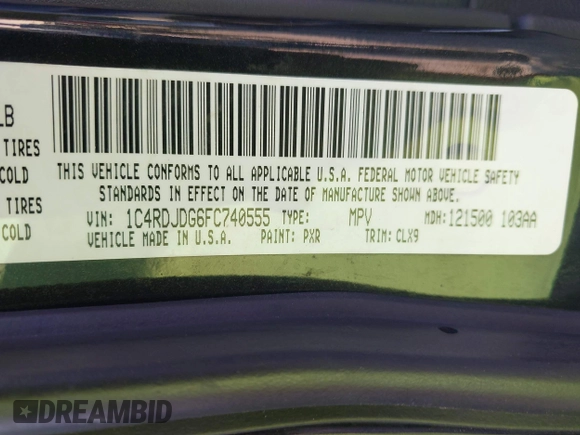 LB
TIRES
COLD
TIRES
COLD
THIS VEHICLE CONFORMS TO ALL APPLICABLE U.S.A. FEDERAL MOTOR VEHICLE SAFETY
STANDARDS IN EFFECT ON THE DATE OF MANUFACTURE SHOWN ABOVE.
VIN: 1C4RDJDG6FC740555 TYPE: MPV MDH:121500 103AA
VEHICLE MADE IN U.S.A. PAINT: PXR TRIM: CLX9
DREAMBID